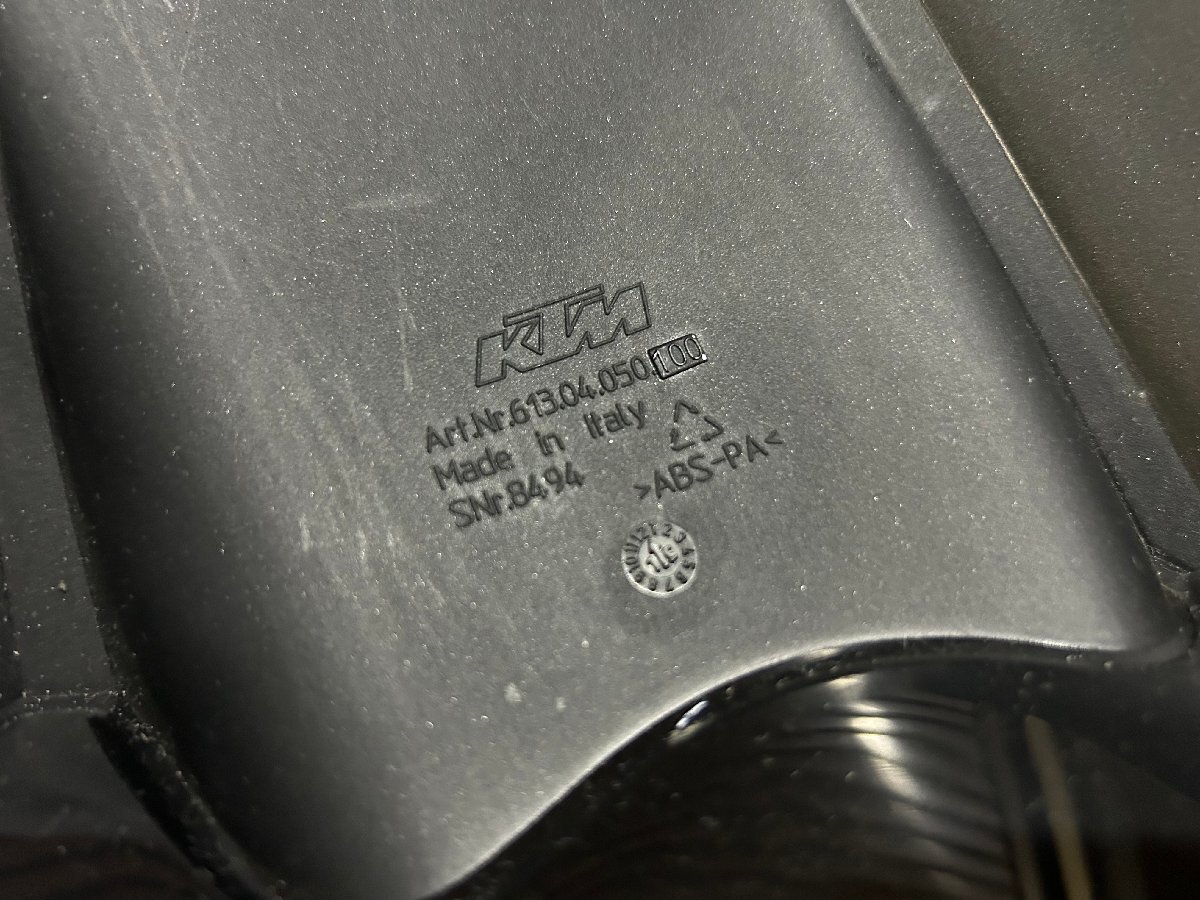 KTM
Art.Nr.613.04.050.100
Made In Italy
SNr.8494
>ABS-PA<